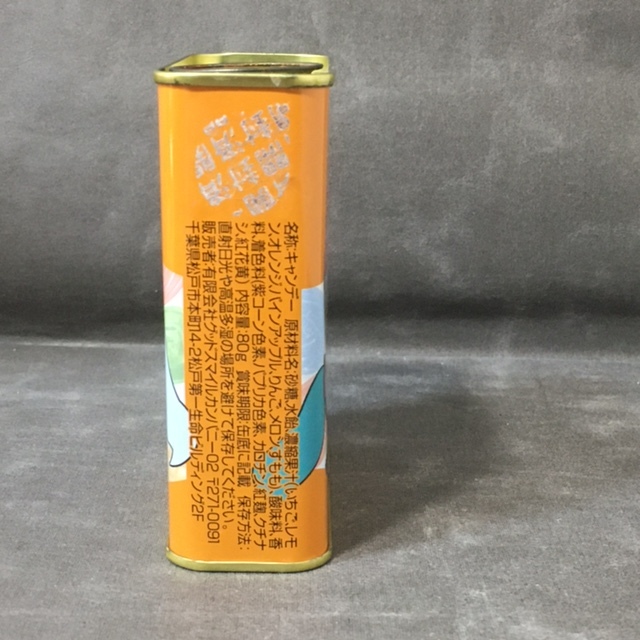 名称:キャンデー 原材料名:砂糖、水飴、濃縮果汁(いちご、レモ
ン、オレンジ、パインアップル、りんご、メロン、すもも)、酸味料、香
料、着色料(紫コーン色素、パプリカ色素、カロチン、紅麹、クチナ
シ、紅花黄) 内容量:80g 賞味期限:缶底に記載 保存方法:
直射日光や高温多湿の場所を避けて保存してください。
販売者:有限会社グッドスマイルカンパニー02 〒271-0091
千葉県松戸市本町14-2松戸第一生命ビルディング2F